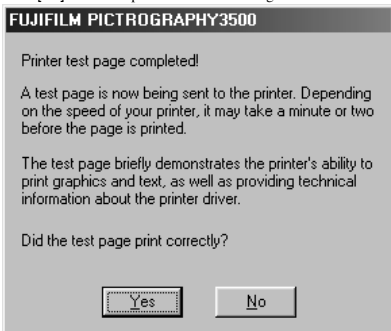 FUJIFILM PICTROGRAPHY3500
Printer test page completed!
A test page is now being sent to the printer. Depending
on the speed of your printer, it may take a minute or two
before the page is printed.
The test page briefly demonstrates the printer's ability to
print graphics and text, as well as providing technical
information about the printer driver.
Did the test page print correctly?
Yes
No